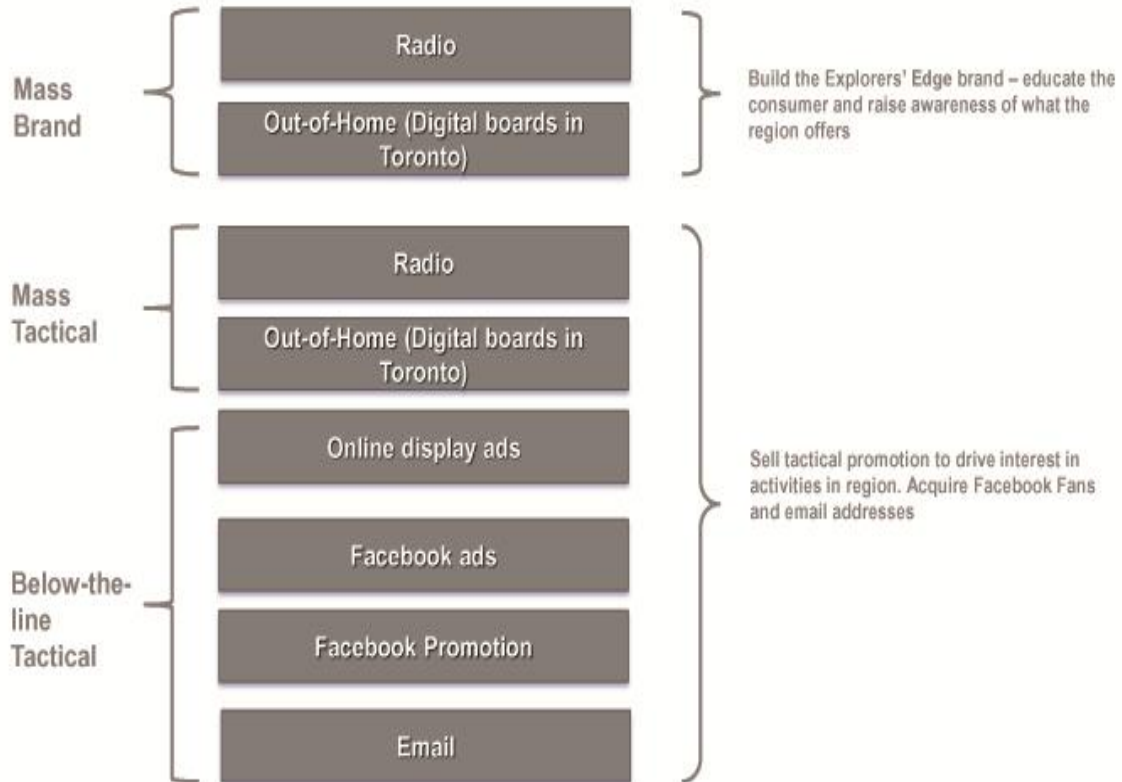 Mass
Brand
Radio
Out-of-Home (Digital boards in
Toronto)
Build the Explorers' Edge brand – educate the
consumer and raise awareness of what the
region offers
Mass
Tactical
Radio
Out-of-Home (Digital boards in
Toronto)
Below-the-
line
Tactical
Online display ads
Facebook ads
Facebook Promotion
Email
Sell tactical promotion to drive interest in
activities in region. Acquire Facebook Fans
and email addresses